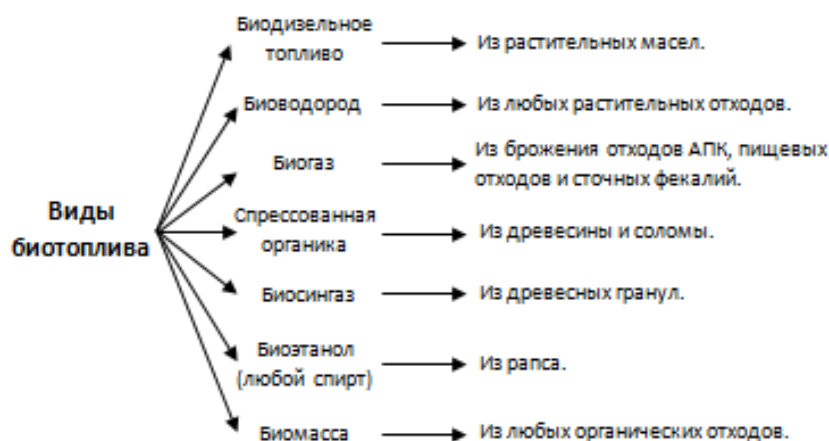 Виды
биотоплива
Биодизельное
топливо
Из растительных масел.
Биоводород
Из любых растительных отходов.
Биогаз
Из брожения отходов АПК, пищевых
отходов и сточных фекалий.
Спрессованная
органика
Из древесины и соломы.
Биосингаз
Из древесных гранул.
Биоэтанол
(любой спирт)
Из рапса.
Биомасса
Из любых органических отходов.